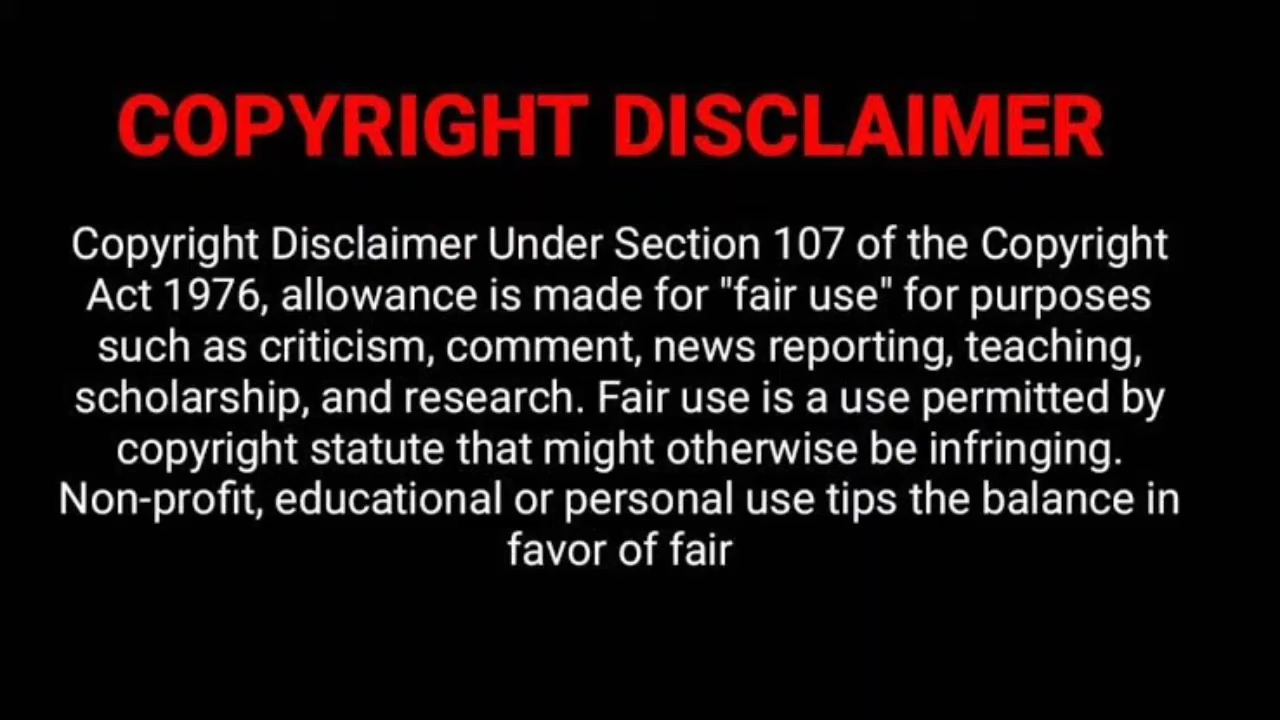 COPYRIGHT DISCLAIMER
Copyright Disclaimer Under Section 107 of the Copyright
Act 1976, allowance is made for "fair use" for purposes
such as criticism, comment, news reporting, teaching,
scholarship, and research. Fair use is a use permitted by
copyright statute that might otherwise be infringing.
Non-profit, educational or personal use tips the balance in
favor of fair